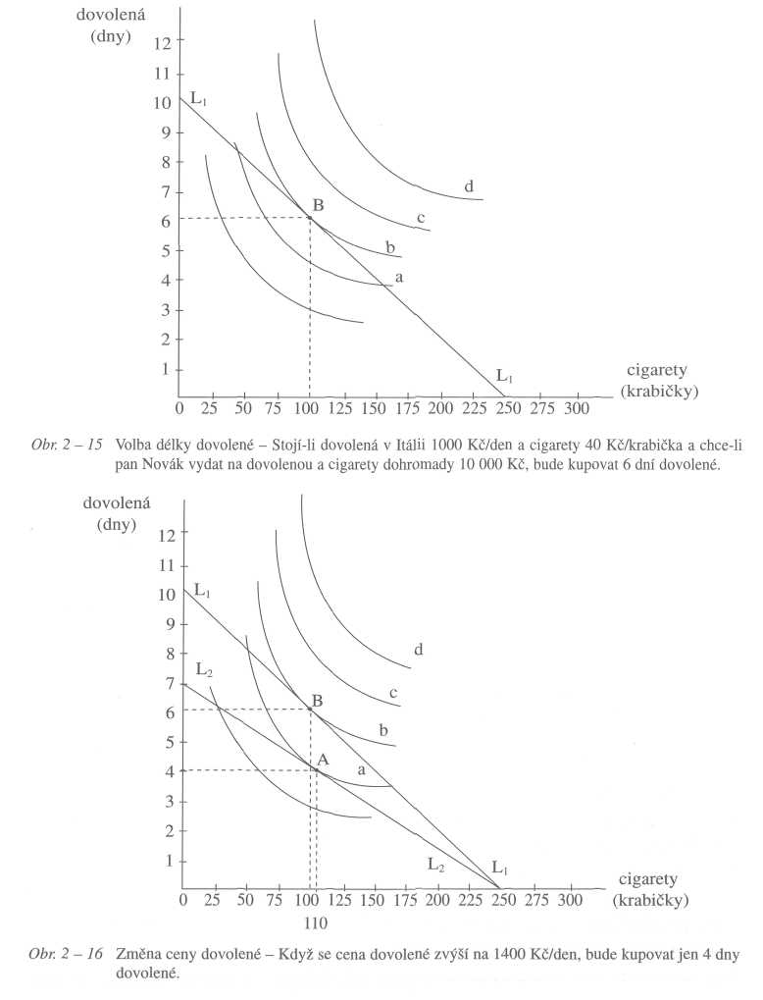 dovolená
(dny)
12
11
10
L1
9
8
7
d
B
c
6
b
5
a
4
3
2
1
L1
cigarety
(krabičky)
0 25 50 75 100 125 150 175 200 225 250 275 300
Obr. 2 – 15 Volba délky dovolené – Stojí-li dovolená v Itálii 1000 Kč/den a cigarety 40 Kč/krabička a chce-li
pan Novák vydat na dovolenou a cigarety dohromady 10 000 Kč, bude kupovat 6 dní dovolené.
dovolená
(dny)
12
11
10
L1
9
8
L2
d
7
c
B
6
b
5
A
a
4
3
2
1
L2
L1
cigarety
(krabičky)
0 25 50 75 100 125 150 175 200 225 250 275 300
110
Obr. 2 – 16 Změna ceny dovolené – Když se cena dovolené zvýší na 1400 Kč/den, bude kupovat jen 4 dny
dovolené.